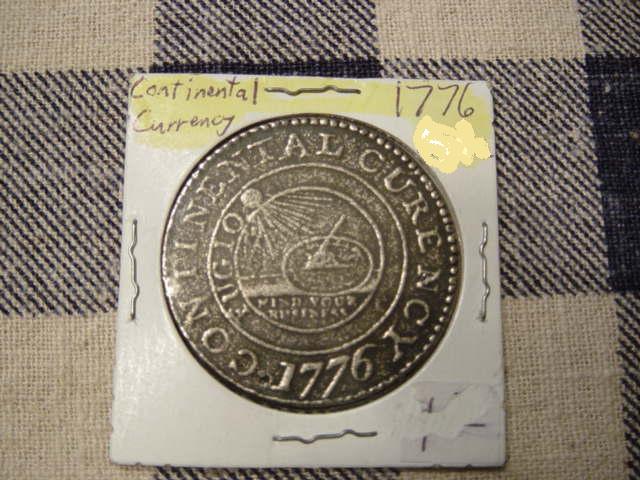 Continental 1776
Currency
CONTINENTAL CURENCY
1776
FUGIO
MIND YOUR
BUSINESS